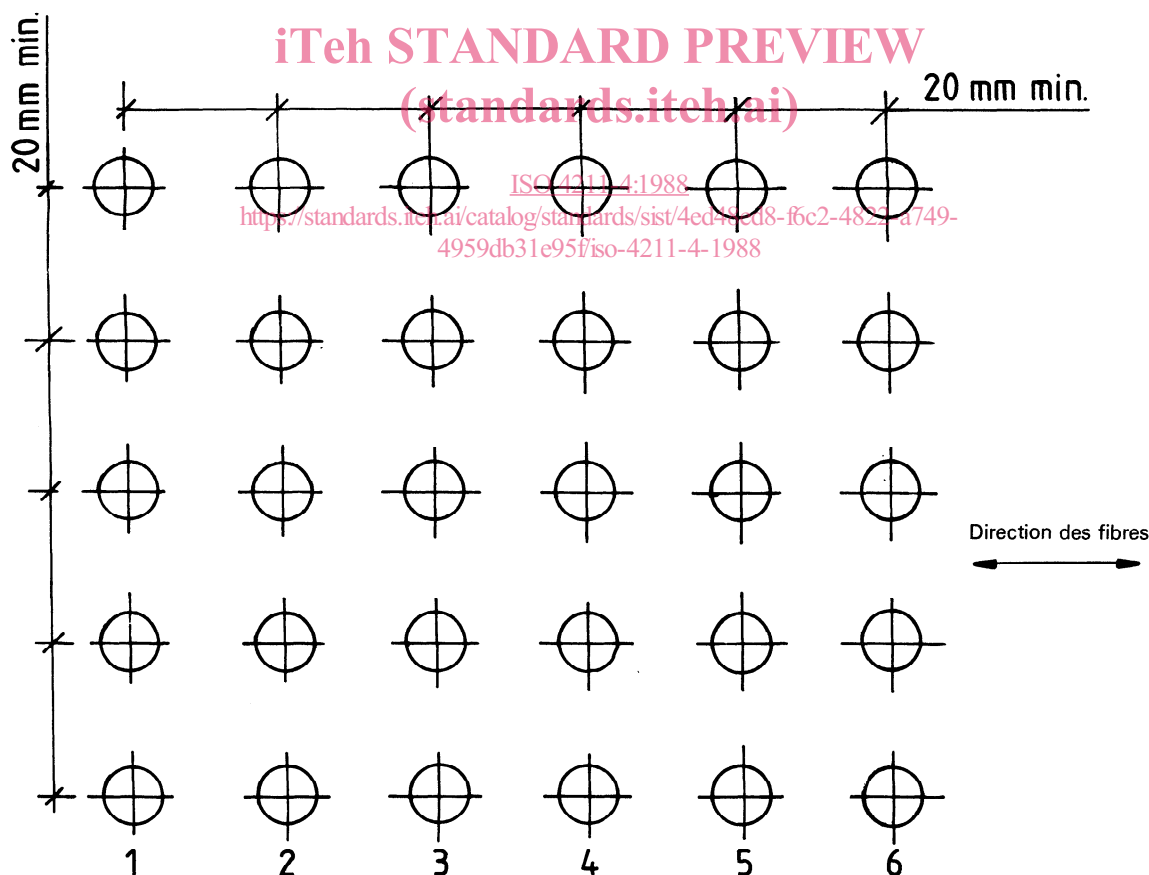 iTeh STANDARD PREVIEW
(standards.iteh.ai)
20 mm min.
20 mm min.
ISO 4211-4:1988
https://standards.iteh.ai/catalog/standards/sist/4ed48ed8-f6c2-4822-a749-
4959db31e95f/iso-4211-4-1988
Direction des fibres
1 2 3 4 5 6